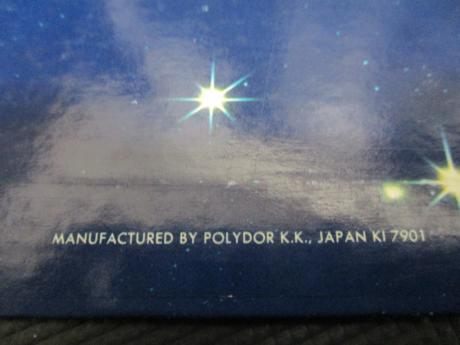 MANUFACTURED BY POLYDOR K.K., JAPAN KI 7901